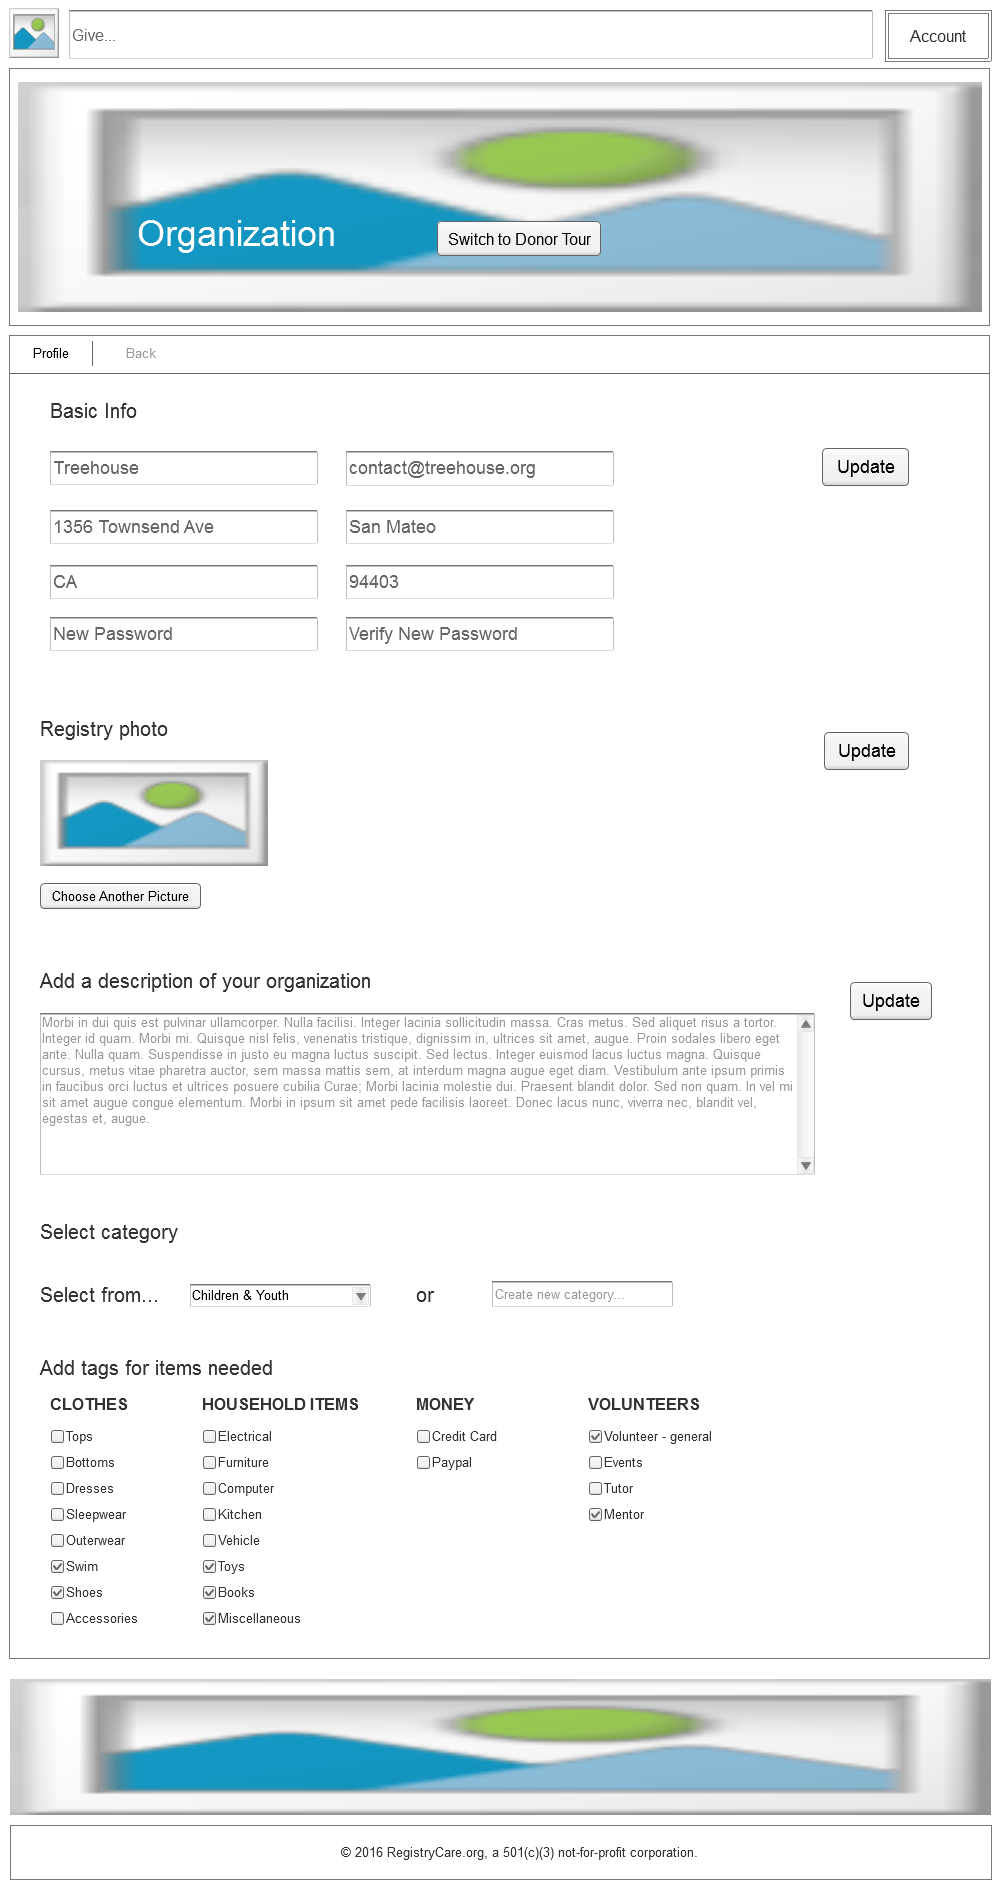 Give...
Account
Organization
Switch to Donor Tour
Profile
Back
Basic Info
Treehouse
contact@treehouse.org
Update
1356 Townsend Ave
San Mateo
CA
94403
New Password
Verify New Password
Registry photo
Update
Choose Another Picture
Add a description of your organization
Update
Morbi in dui quis est pulvinar ullamcorper. Nulla facilisi. Integer lacinia sollicitudin massa. Cras metus. Sed aliquet risus a tortor.
Integer id quam. Morbi mi. Quisque nisl felis, venenatis tristique, dignissim in, ultrices sit amet, augue. Proin sodales libero eget
ante. Nulla quam. Suspendisse in justo eu magna luctus suscipit. Sed lectus. Integer euismod lacus luctus magna. Quisque
cursus, metus vitae pharetra auctor, sem massa mattis sem, at interdum magna augue eget diam. Vestibulum ante ipsum primis
in faucibus orci luctus et ultrices posuere cubilia Curae; Morbi lacinia molestie dui. Praesent blandit dolor. Sed non quam. In vel mi
sit amet augue congue elementum. Morbi in ipsum sit amet pede facilisis laoreet. Donec lacus nunc, viverra nec, blandit vel,
egestas et, augue.
Select category
Select from...
Children & Youth
or
Create new category...
Add tags for items needed
CLOTHES
Tops
Bottoms
Dresses
Sleepwear
Outerwear
Swim
Shoes
Accessories
HOUSEHOLD ITEMS
Electrical
Furniture
Computer
Kitchen
Vehicle
Toys
Books
Miscellaneous
MONEY
Credit Card
Paypal
VOLUNTEERS
Volunteer - general
Events
Tutor
Mentor
© 2016 RegistryCare.org, a 501(c)(3) not-for-profit corporation.